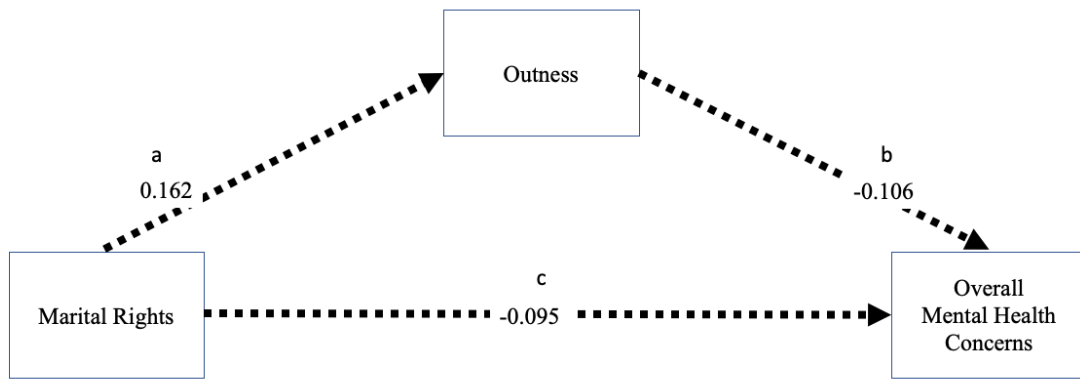 Outness
a
0.162
b
-0.106
Marital Rights
c
-0.095
Overall
Mental Health
Concerns